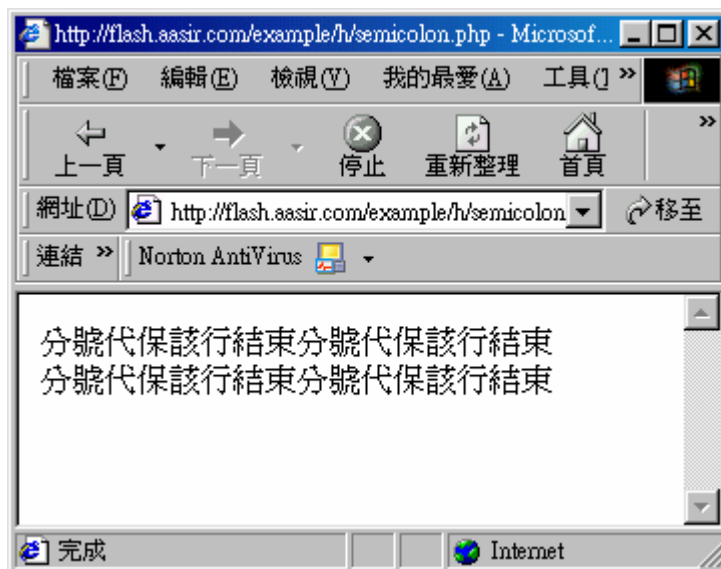 http://flash.aasir.com/example/h/semicolon.php - Microsof...
檔案(F) 編輯(E) 檢視(V) 我的最愛(A) 工具(T »
上一頁 下一頁 停止 重新整理 首頁 »
網址(D) http://flash.aasir.com/example/h/semicolon 移至
連結 » Norton AntiVirus
分號代保該行結束分號代保該行結束
分號代保該行結束分號代保該行結束
完成 Internet